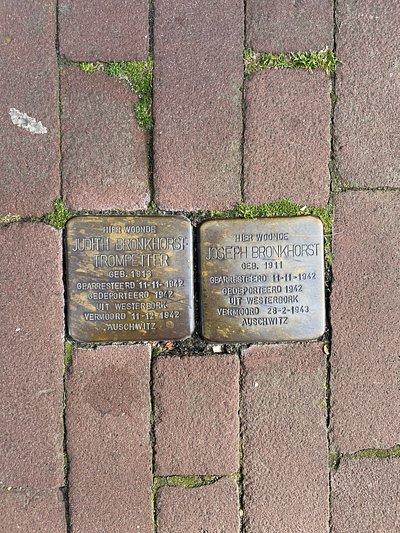 HIER WOONDE
JUDITH BRONKHORST-
TROMPETTER
GEB. 1913
GEARRESTEERD 11-11-1942
GEDEPORTEERD 1942
UIT WESTERBORK
VERMOORD 11-12-1942
AUSCHWITZ
HIER WOONDE
JOSEPH BRONKHORST
GEB. 1911
GEARRESTEERD 11-11-1942
GEDEPORTEERD 1942
UIT WESTERBORK
VERMOORD 28-2-1943
AUSCHWITZ